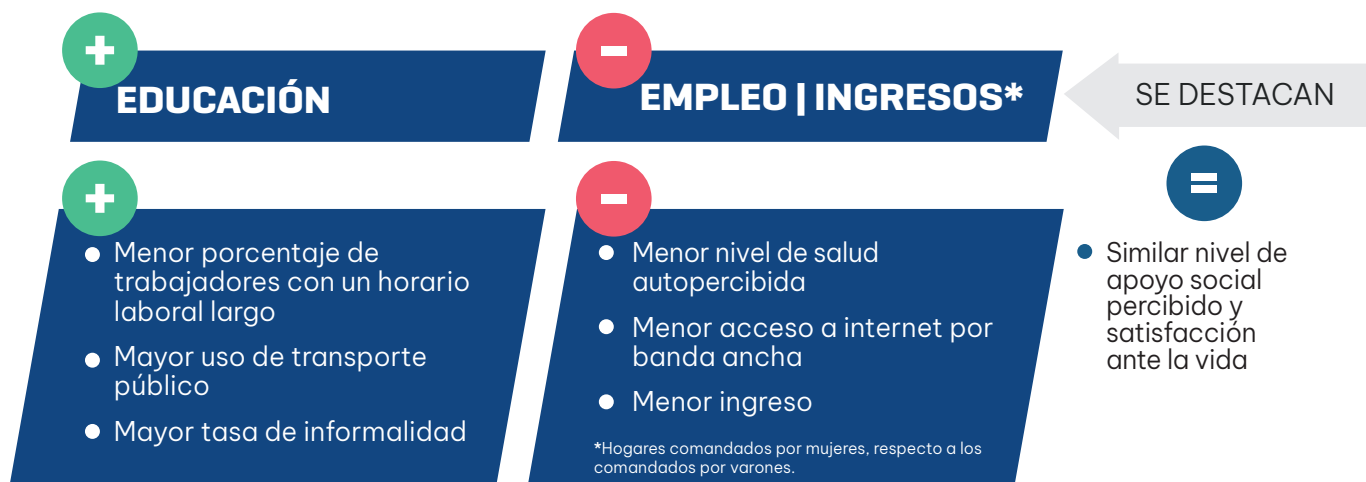 +
EDUCACIÓN
-
EMPLEO | INGRESOS*
SE DESTACAN
+
Menor porcentaje de
trabajadores con un horario
laboral largo
Mayor uso de transporte
público
Mayor tasa de informalidad
-
Menor nivel de salud
autopercibida
Menor acceso a internet por
banda ancha
Menor ingreso
*Hogares comandados por mujeres, respecto a los
comandados por varones.
=
Similar nivel de
apoyo social
percibido y
satisfacción
ante la vida